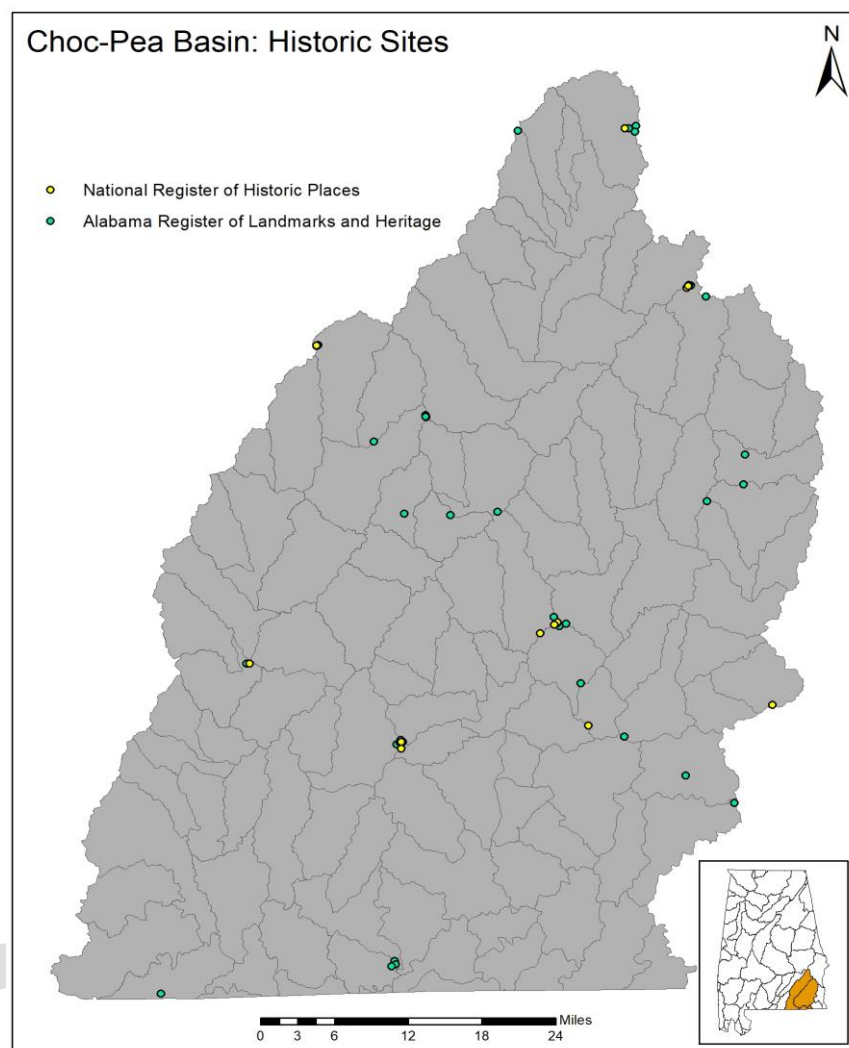 Choc-Pea Basin: Historic Sites
N
National Register of Historic Places
Alabama Register of Landmarks and Heritage
Miles
0 3 6 12 18 24